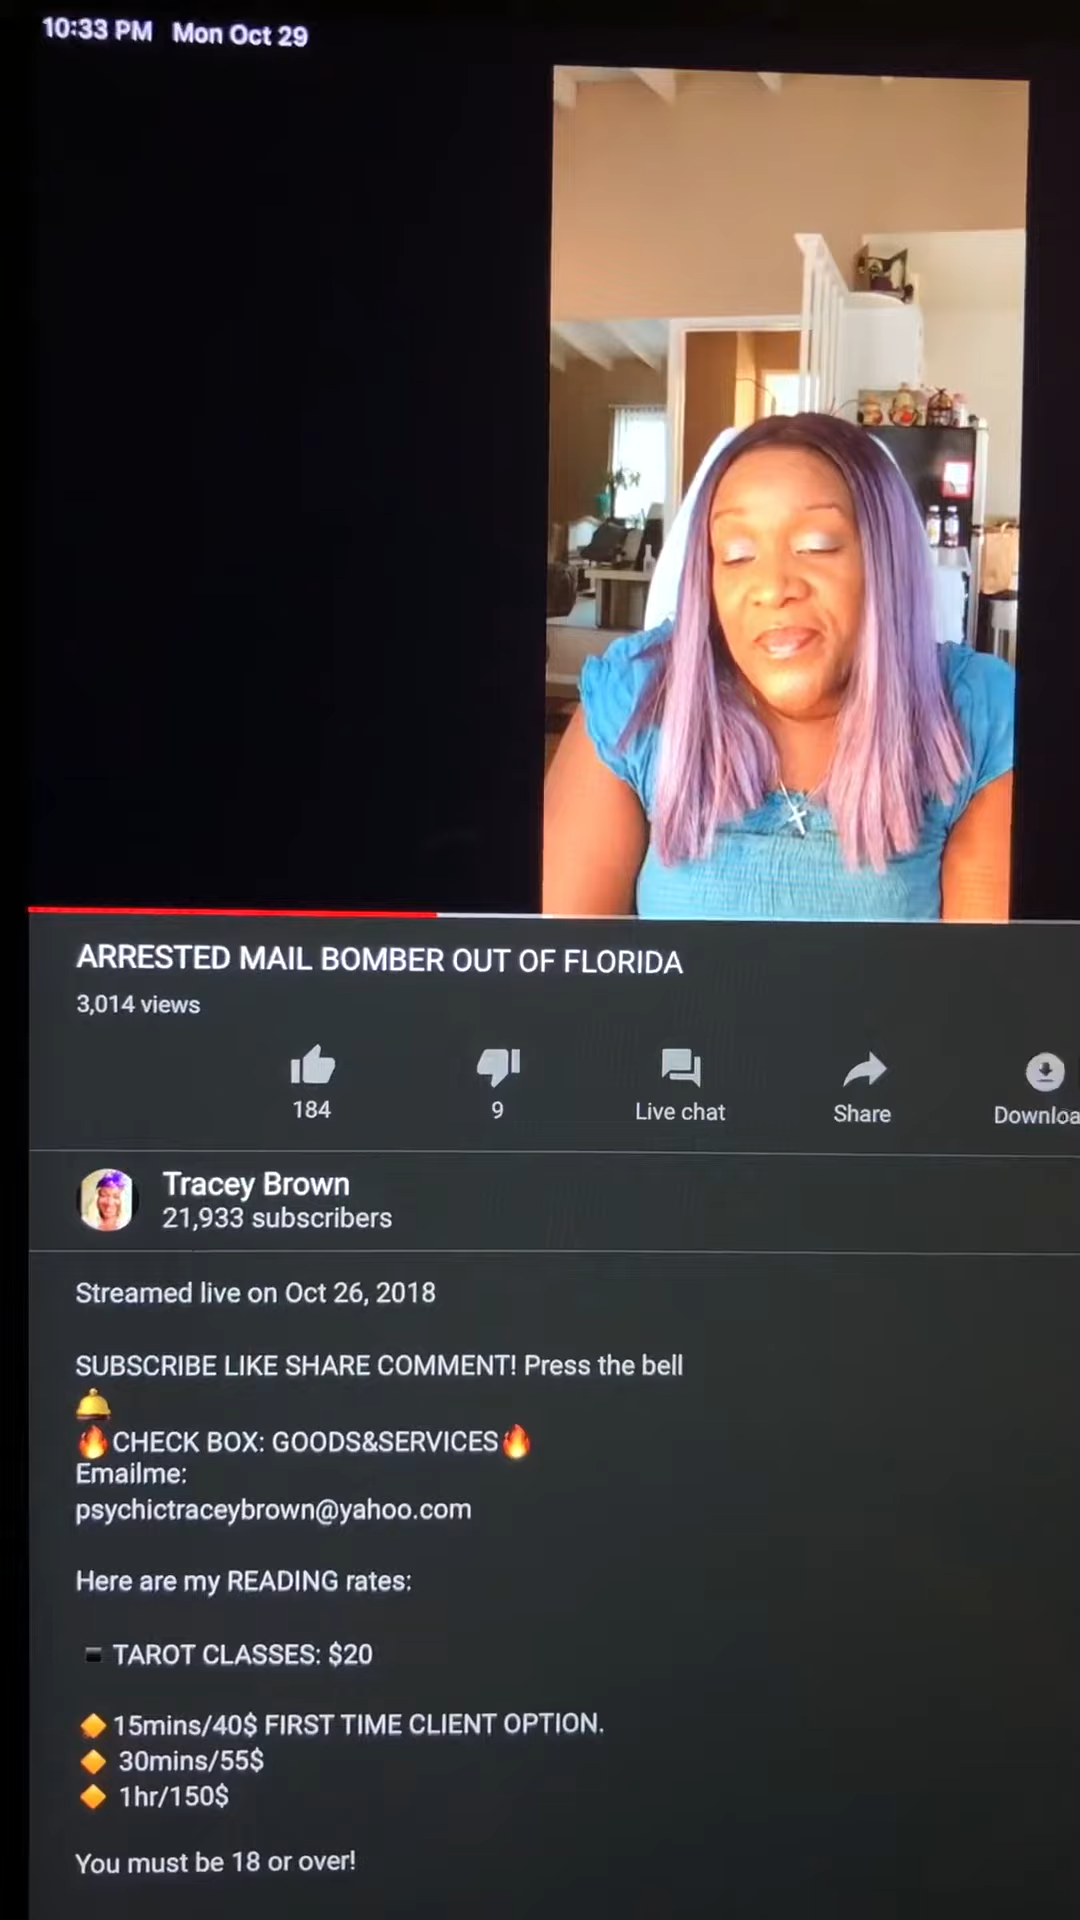 10:33 PM Mon Oct 29
ARRESTED MAIL BOMBER OUT OF FLORIDA
3,014 views
184
9
Live chat
Share
Downloa
Tracey Brown
21,933 subscribers
Streamed live on Oct 26, 2018
SUBSCRIBE LIKE SHARE COMMENT! Press the bell
🔔
🔥CHECK BOX: GOODS&SERVICES🔥
Emailme:
psychictraceybrown@yahoo.com
Here are my READING rates:
TAROT CLASSES: $20
🔸15mins/40$ FIRST TIME CLIENT OPTION.
🔸 30mins/55$
🔸 1hr/150$
You must be 18 or over!